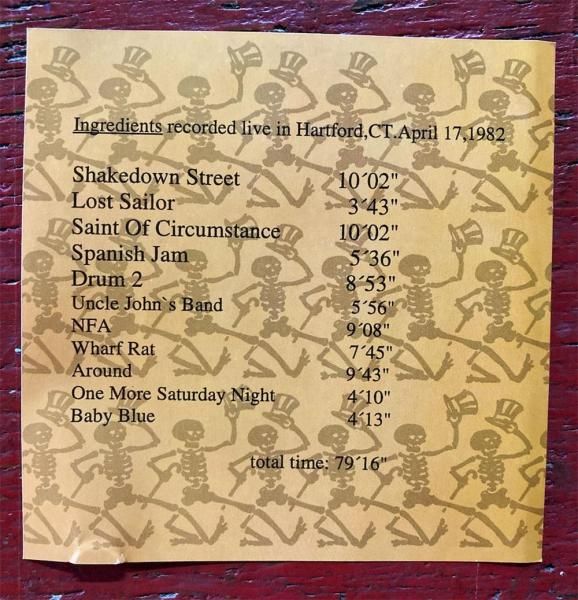 Ingredients recorded live in Hartford,CT.April 17,1982
Shakedown Street 10´02"
Lost Sailor 3´43"
Saint Of Circumstance 10´02"
Spanish Jam 5´36"
Drum 2 8´53"
Uncle John`s Band 5´56"
NFA 9´08"
Wharf Rat 7´45"
Around 9´43"
One More Saturday Night 4´10"
Baby Blue 4´13"
total time: 79´16"